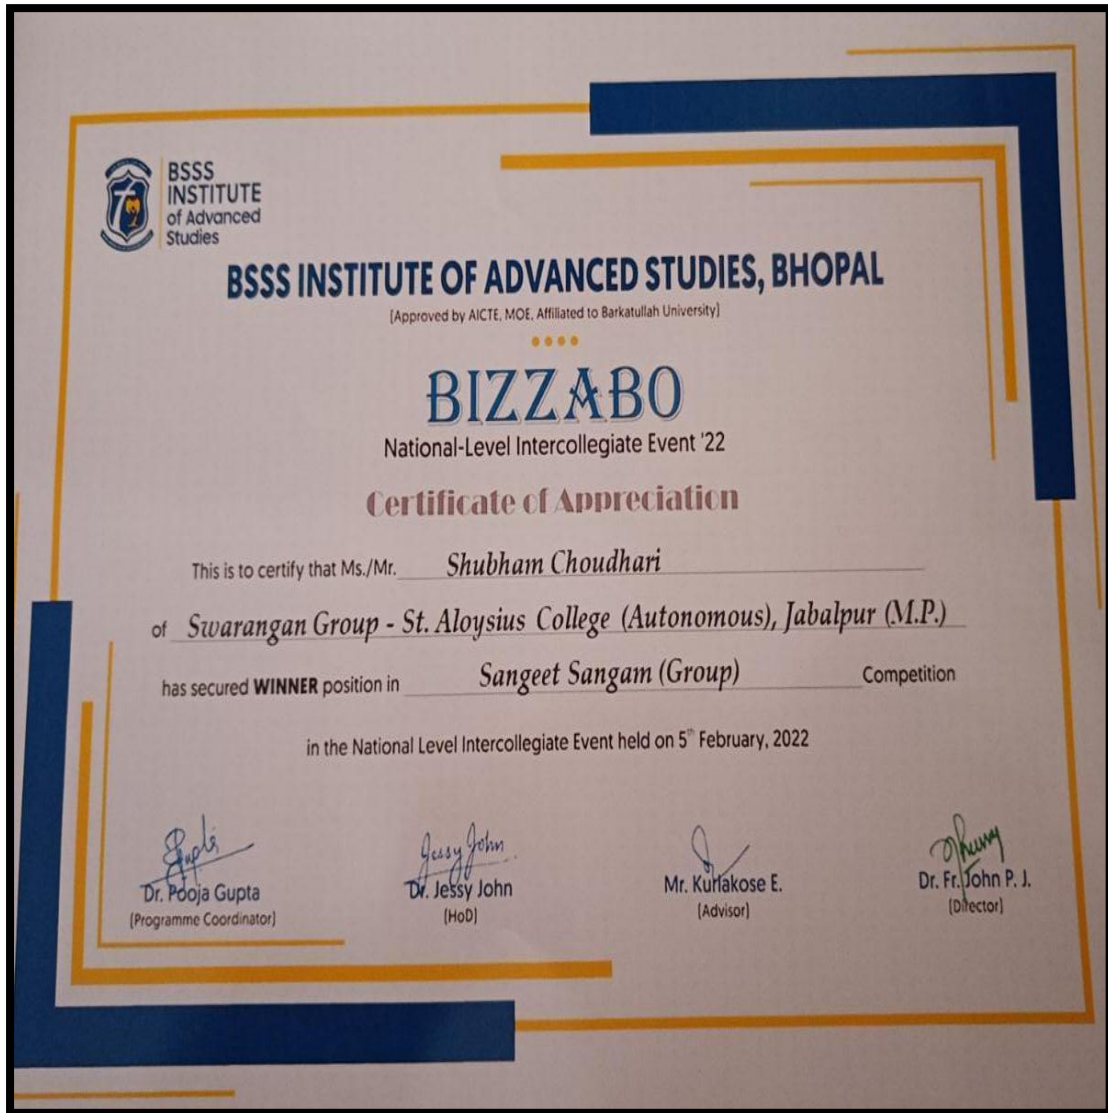 BSSS
INSTITUTE
of Advanced
Studies
BSSS INSTITUTE OF ADVANCED STUDIES, BHOPAL
(Approved by AICTE, MOE, Affiliated to Barkatullah University)
BIZZABO
National-Level Intercollegiate Event '22
Certificate of Appreciation
This is to certify that Ms./Mr. Shubham Choudhari
of Swarangan Group - St. Aloysius College (Autonomous), Jabalpur (M.P.)
has secured WINNER position in Sangeet Sangam (Group) Competition
in the National Level Intercollegiate Event held on 5th February, 2022
Jessy John
Dr. Pooja Gupta Dr. Jessy John Mr. Kuriakose E. Dr. Fr. John P. J.
(Programme Coordinator) (HoD) (Advisor) (Director)